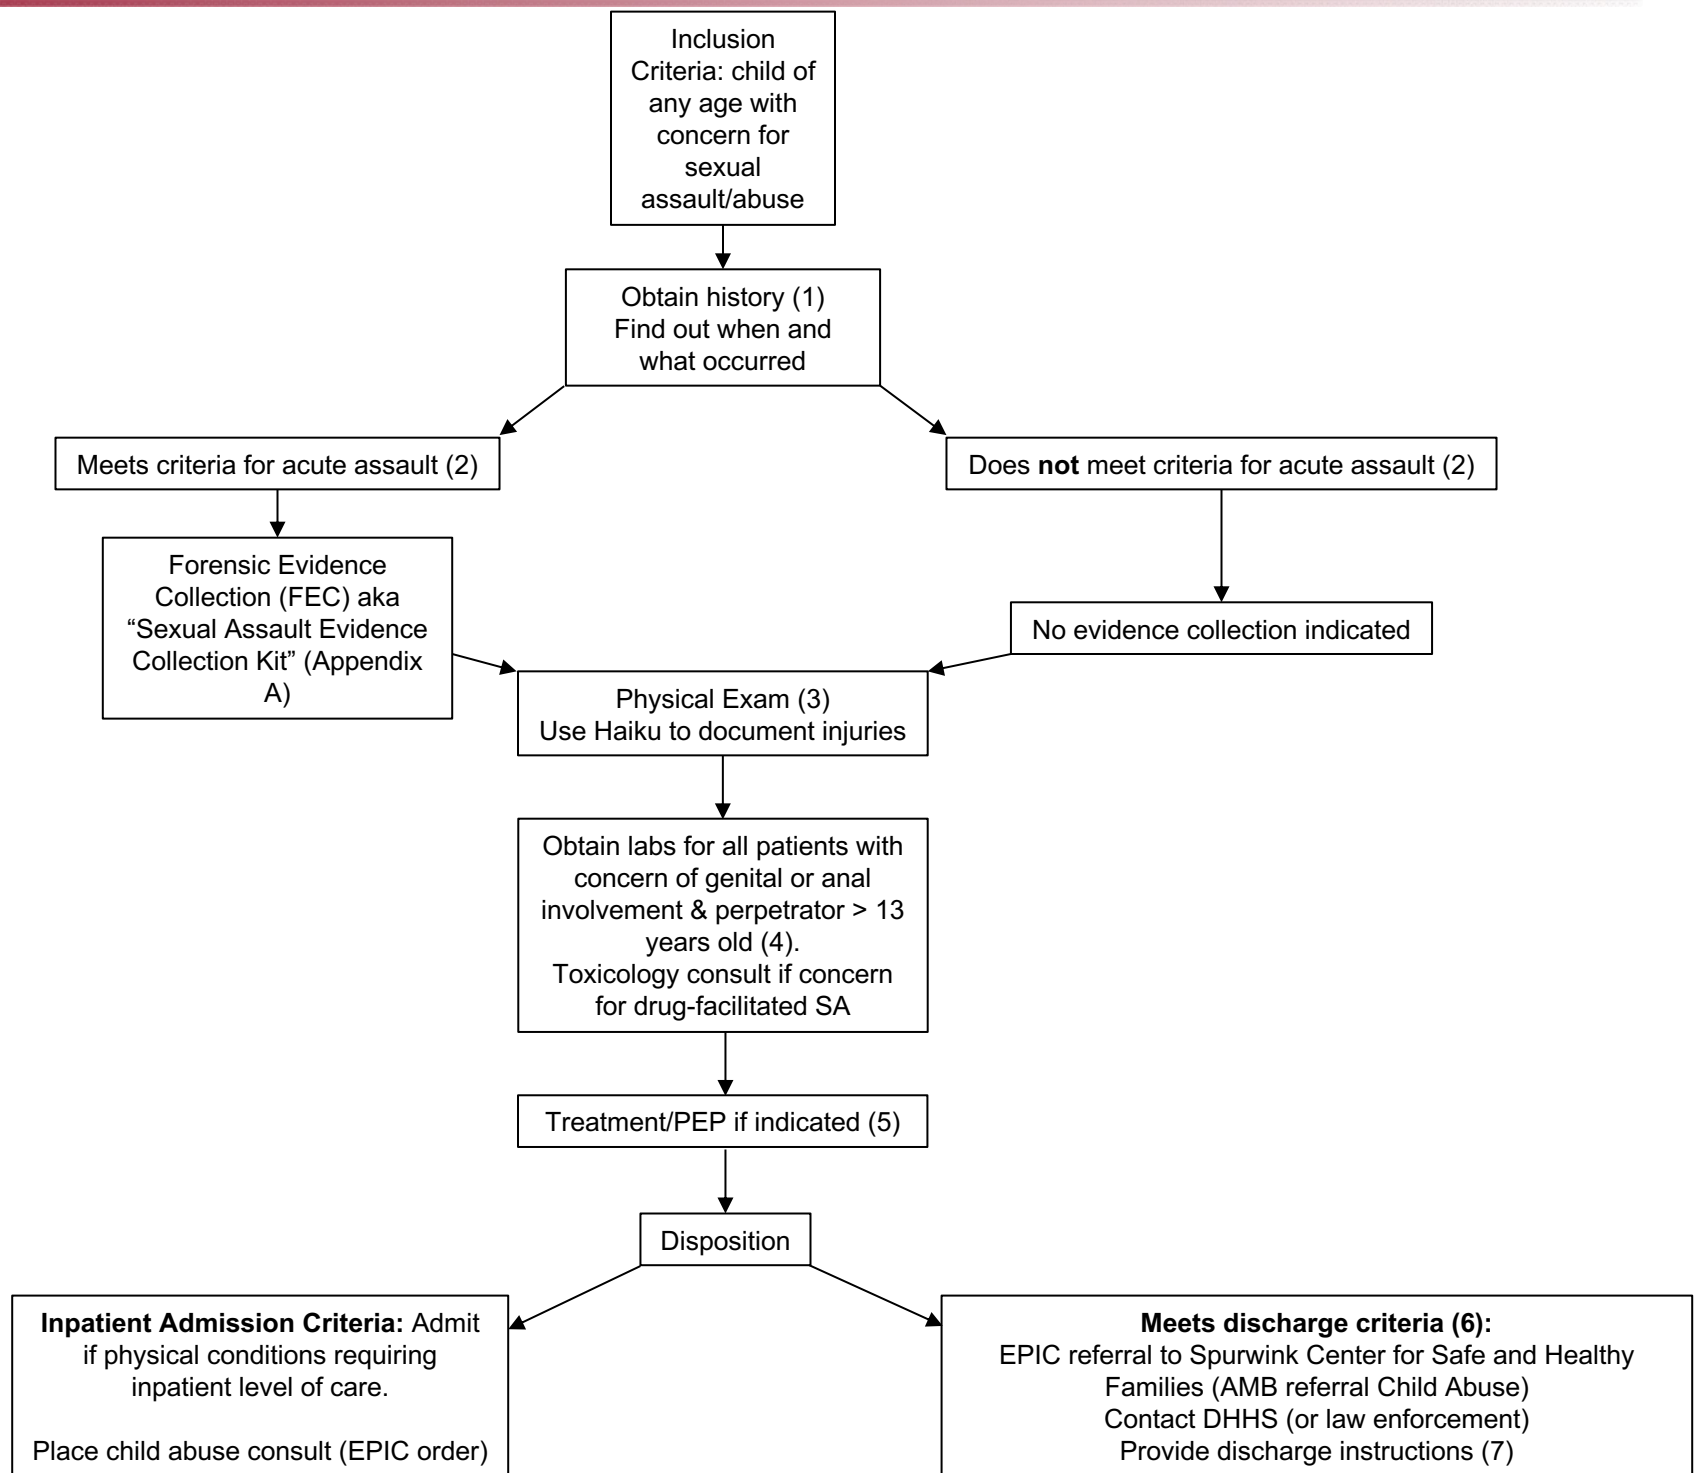 Inclusion
Criteria: child of
any age with
concern for
sexual
assault/abuse
Obtain history (1)
Find out when and
what occurred
Meets criteria for acute assault (2)
Does not meet criteria for acute assault (2)
Forensic Evidence
Collection (FEC) aka
“Sexual Assault Evidence
Collection Kit” (Appendix
A)
No evidence collection indicated
Physical Exam (3)
Use Haiku to document injuries
Obtain labs for all patients with
concern of genital or anal
involvement & perpetrator > 13
years old (4).
Toxicology consult if concern
for drug-facilitated SA
Treatment/PEP if indicated (5)
Disposition
Inpatient Admission Criteria: Admit
if physical conditions requiring
inpatient level of care.
Place child abuse consult (EPIC order)
Meets discharge criteria (6):
EPIC referral to Spurwink Center for Safe and Healthy
Families (AMB referral Child Abuse)
Contact DHHS (or law enforcement)
Provide discharge instructions (7)